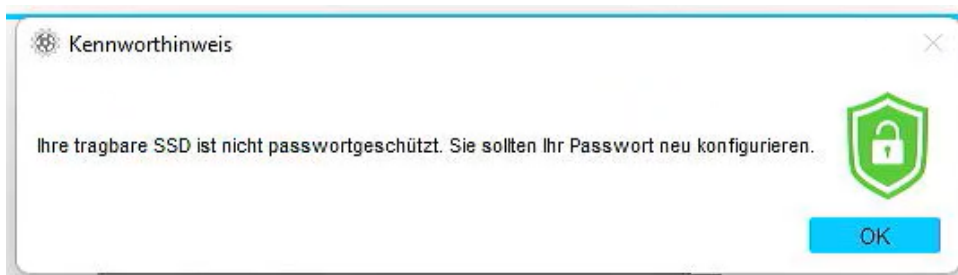 Kennworthinweis
Ihre tragbare SSD ist nicht passwortgeschützt. Sie sollten Ihr Passwort neu konfigurieren.
OK